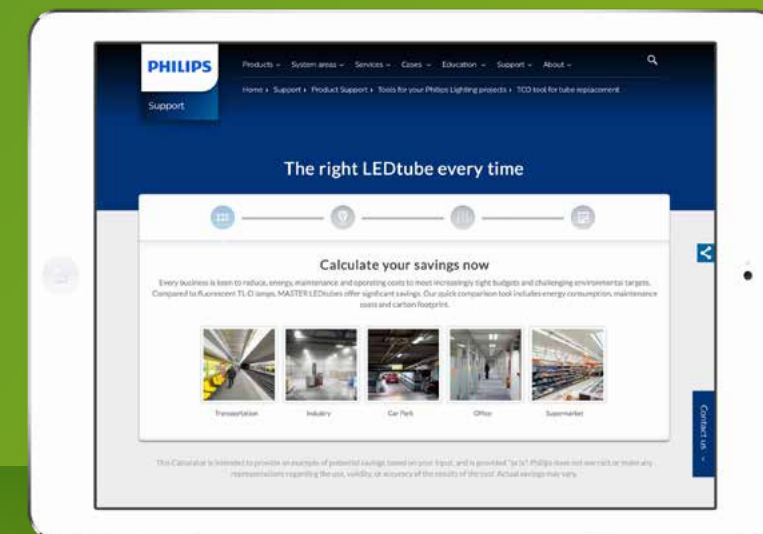 PHILIPS
Products Systemareas Services Cases Education Support About
Home › Support › Product Support › Tools for your Philips Lighting projects › TCO tool for tube replacement
Support
The right LEDtube every time
Calculate your savings now
Every business is keen to reduce, energy, maintenance and operating costs to meet increasingly tight budgets and challenging environmental targets.
Compared to fluorescent TL-D lamps, MASTER LEDtubes offer significant savings. Our quick comparison tool includes energy consumption, maintenance
costs and carbon footprint.
Transportation Industry Car Park Office Supermarket
Contact us
This Calculator is intended to provide an example of potential savings based on your input, and is provided "as is". Philips does not warrant or make any
representations regarding the use, validity, or accuracy of the results of the tool. Actual savings may vary.